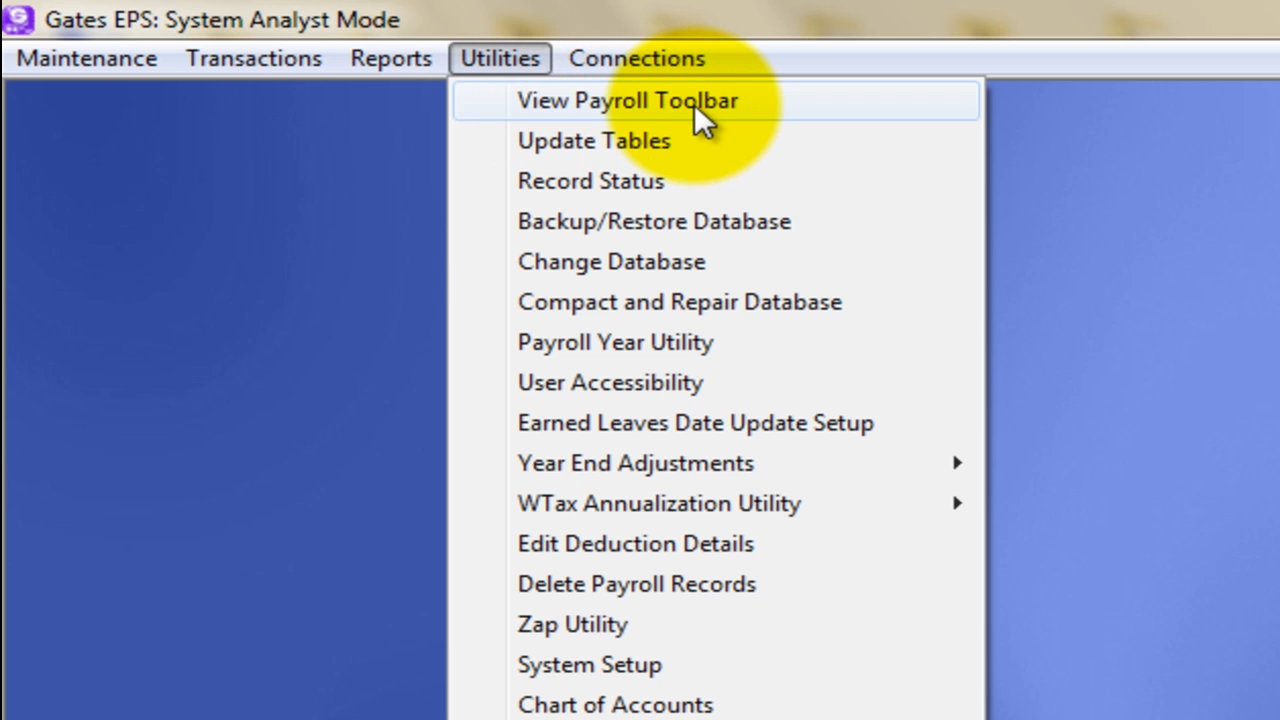 Gates EPS: System Analyst Mode
Maintenance Transactions Reports Utilities Connections
View Payroll Toolbar
Update Tables
Record Status
Backup/Restore Database
Change Database
Compact and Repair Database
Payroll Year Utility
User Accessibility
Earned Leaves Date Update Setup
Year End Adjustments
WTax Annualization Utility
Edit Deduction Details
Delete Payroll Records
Zap Utility
System Setup
Chart of Accounts